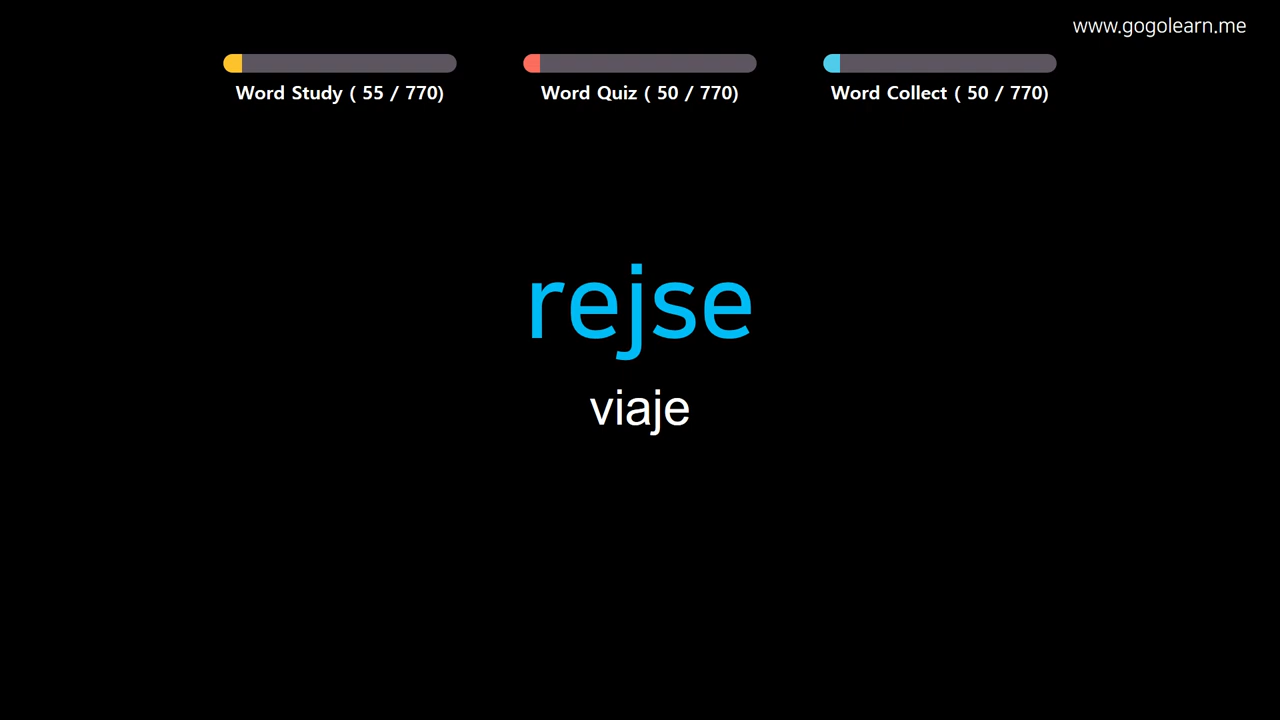 www.gogolearn.me
Word Study ( 55 / 770)
Word Quiz ( 50 / 770)
Word Collect ( 50 / 770)
rejse
viaje